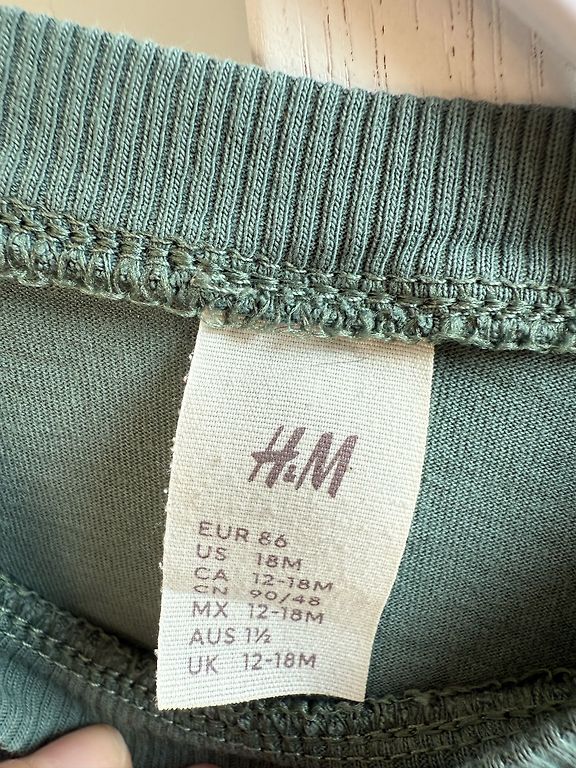 H&M
EUR 86
US 18M
CA 12-18M
CN 90/48
MX 12-18M
AUS 1½
UK 12-18M